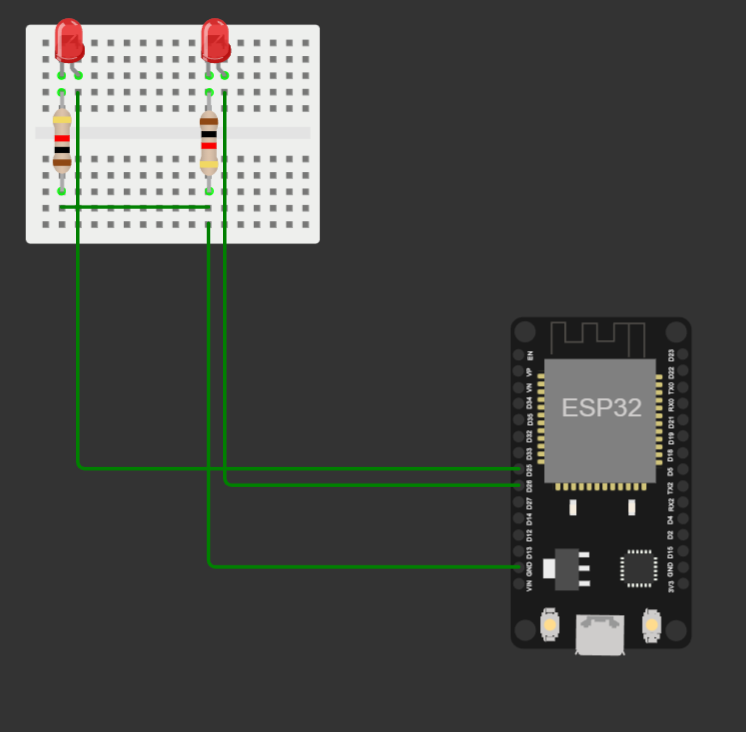 ESP32
EN
VP
VN
D34
D35
D32
D33
D25
D26
D27
D14
D12
D13
GND
VIN
D23
D22
TX0
RX0
D21
D19
D18
D5
TX2
RX2
D4
D2
D15
GND
3V3